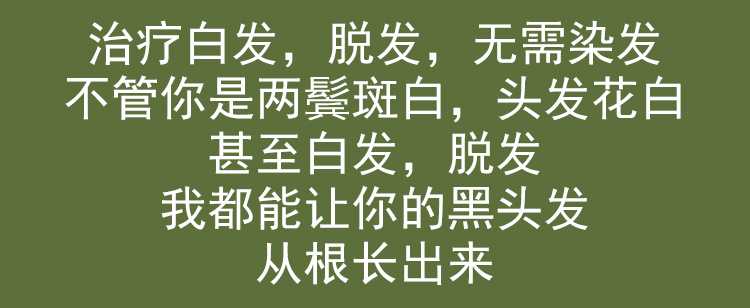 治疗白发，脱发，无需染发
不管你是两鬓斑白，头发花白
甚至白发，脱发
我都能让你的黑头发
从根长出来